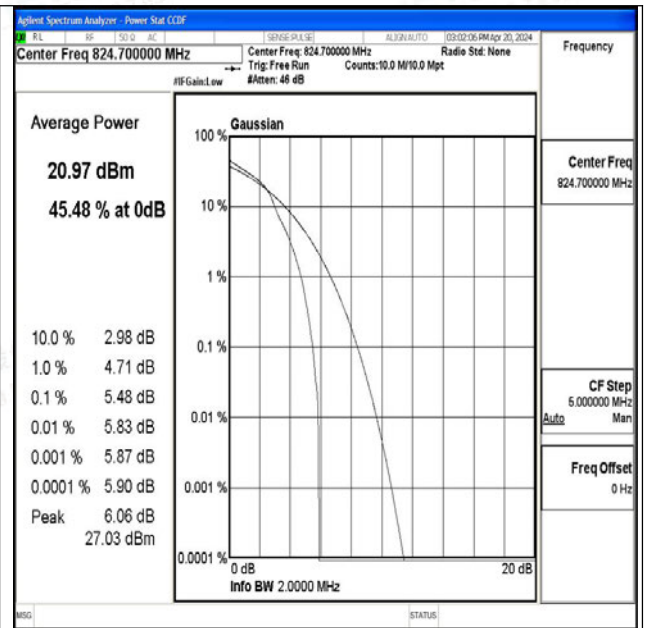 Agilent Spectrum Analyzer - Power Stat CCDF
RL RF 50 Ω AC SENSE:PULSE ALIGN AUTO 03:02:06 PM Apr 20, 2024
Center Freq 824.700000 MHz
Center Freq: 824.700000 MHz Radio Std: None
Trig: Free Run Counts:10.0 M/10.0 Mpt
#IFGain:Low #Atten: 46 dB
Frequency
Average Power
20.97 dBm
45.48 % at 0dB
10.0 % 2.98 dB
1.0 % 4.71 dB
0.1 % 5.48 dB
0.01 % 5.83 dB
0.001 % 5.87 dB
0.0001 % 5.90 dB
Peak 6.06 dB
27.03 dBm
Gaussian
100 %
10 %
1 %
0.1 %
0.01 %
0.001 %
0.0001 %
0 dB 20 dB
Info BW 2.0000 MHz
Center Freq
824.700000 MHz
CF Step
5.000000 MHz
Auto Man
Freq Offset
0 Hz
MSG STATUS